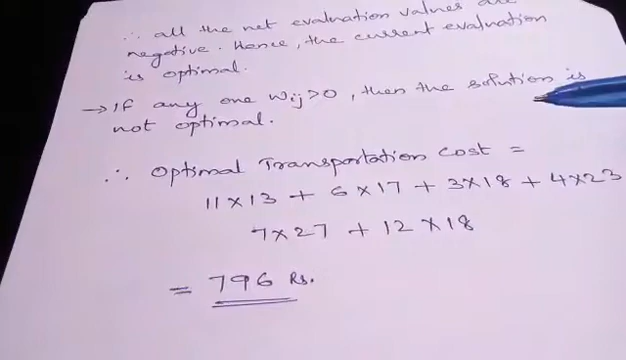 ∴ all the net evaluation values are
negative. Hence, the current evaluation
is optimal.
→ If any one Wij>0, then the solution is
not optimal.
∴ Optimal Transportation Cost =
11 × 13 + 6 × 17 + 3 × 18 + 4 × 23
7 × 27 + 12 × 18
= 796 Rs.